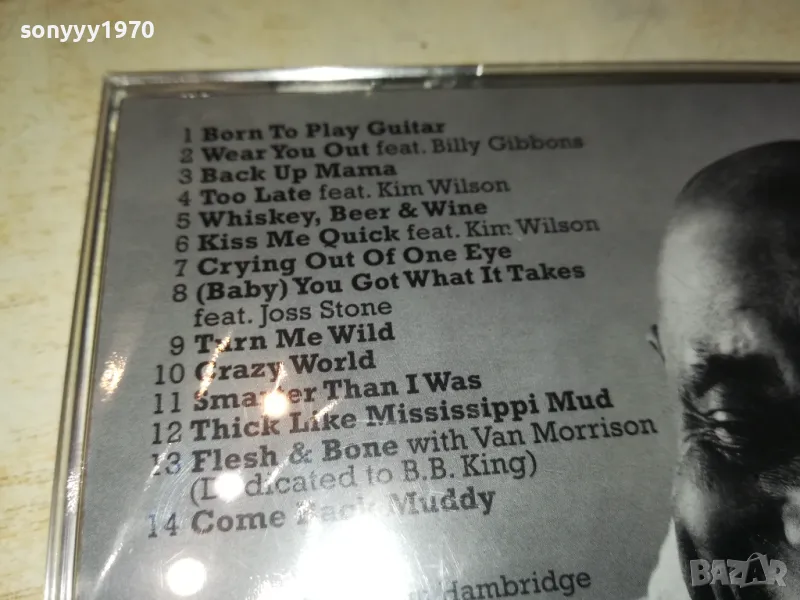 sonyyy1970
1 Born To Play Guitar
2 Wear You Out feat. Billy Gibbons
3 Back Up Mama
4 Too Late feat. Kim Wilson
5 Whiskey, Beer & Wine
6 Kiss Me Quick feat. Kim Wilson
7 Crying Out Of One Eye
8 (Baby) You Got What It Takes
feat. Joss Stone
9 Turn Me Wild
10 Crazy World
11 Smarter Than I Was
12 Thick Like Mississippi Mud
13 Flesh & Bone with Van Morrison
(Dedicated to B.B. King)
14 Come Back Muddy
Hambridge
BAZAR